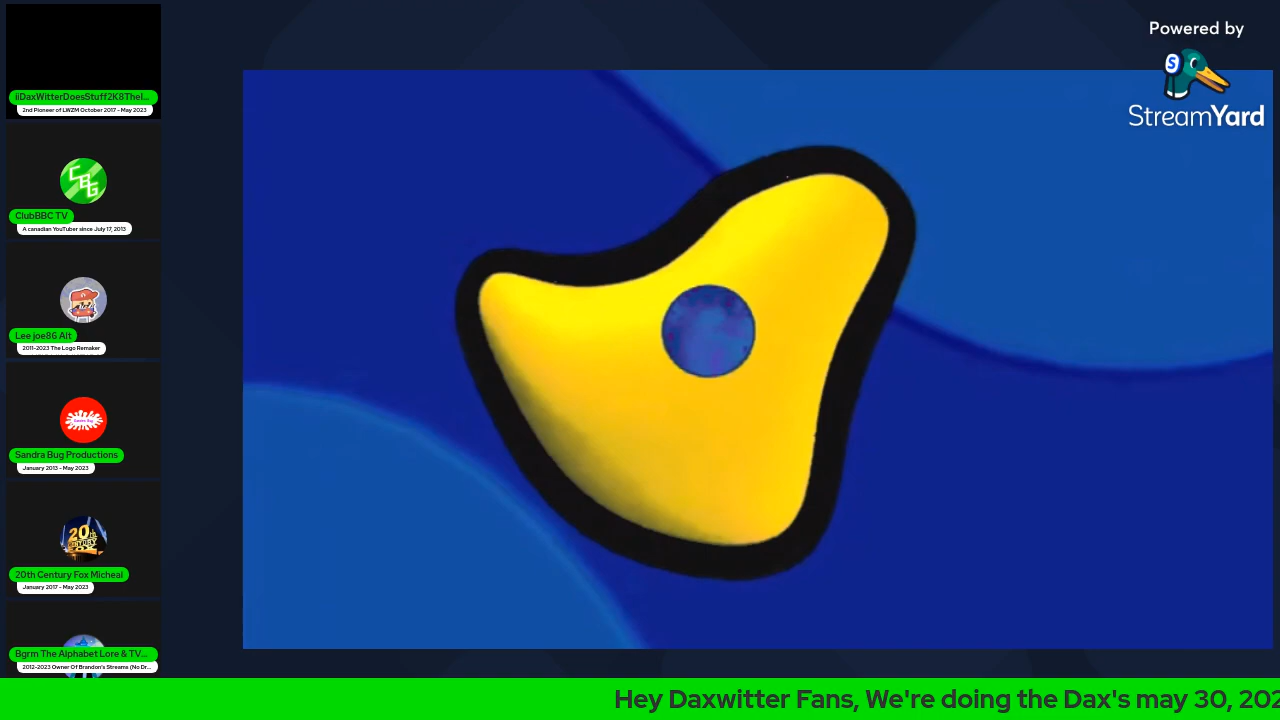 Powered by
S
StreamYard
iiDaxWitterDoesStuff2K8TheI...
2nd Pioneer of LWZM October 2017 - May 2023
CBG
ClubBBC TV
A canadian YouTuber since July 17, 2013
Lee joe86 Alt
2011-2023 The Logo Remaker
Sandra Bug Productions
January 2013 - May 2023
20
20th Century Fox Micheal
January 2017 - May 2023
Bgrm The Alphabet Lore & TV...
2012-2023 Owner Of Brandon's Streams (No Dr...
Hey Daxwitter Fans, We're doing the Dax's may 30, 202